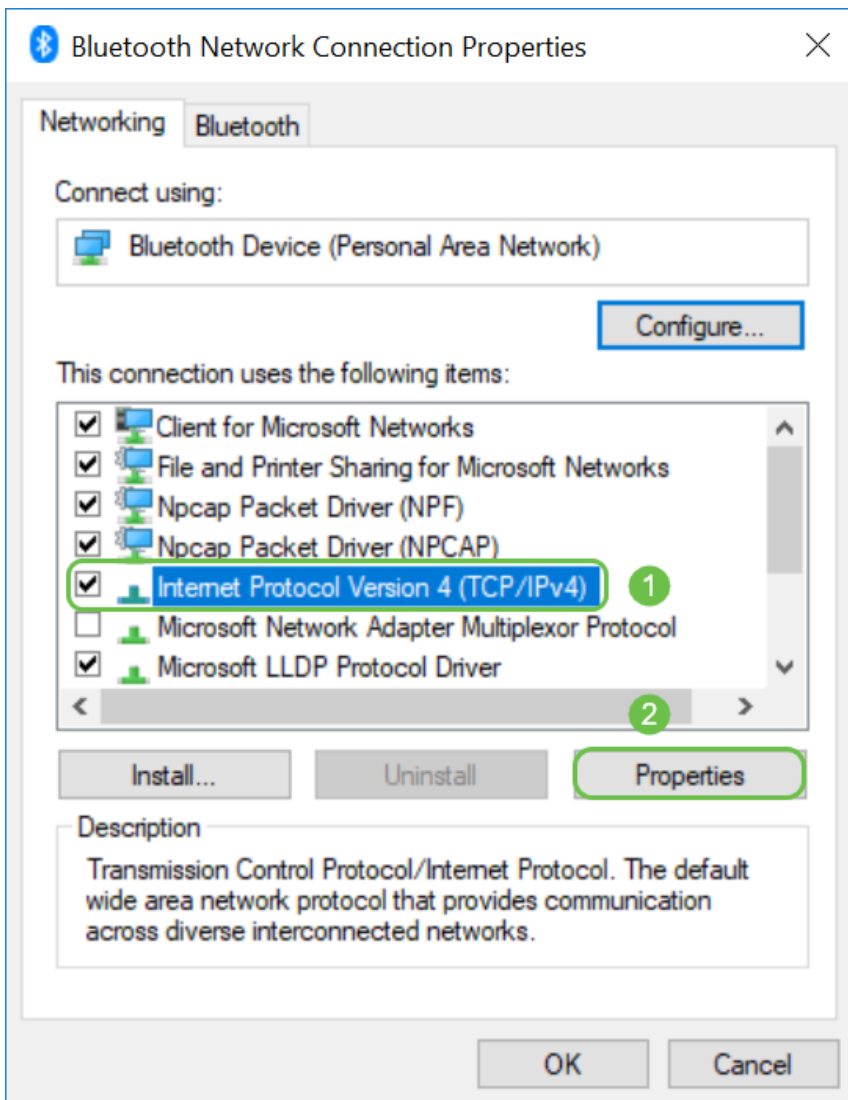 Bluetooth Network Connection Properties
Networking
Bluetooth
Connect using:
Bluetooth Device (Personal Area Network)
Configure...
This connection uses the following items:
Client for Microsoft Networks
File and Printer Sharing for Microsoft Networks
Npcap Packet Driver (NPF)
Npcap Packet Driver (NPCAP)
Internet Protocol Version 4 (TCP/IPv4)
1
Microsoft Network Adapter Multiplexor Protocol
Microsoft LLDP Protocol Driver
2
Install...
Uninstall
Properties
Description
Transmission Control Protocol/Internet Protocol. The default
wide area network protocol that provides communication
across diverse interconnected networks.
OK
Cancel